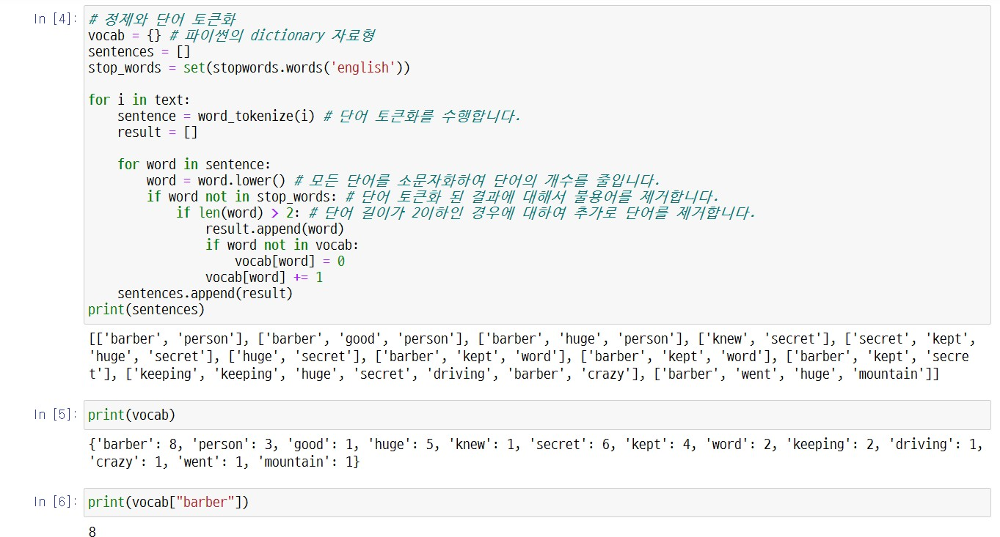 In [4]: # 정제와 단어 토큰화
vocab = {} # 파이썬의 dictionary 자료형
sentences = []
stop_words = set(stopwords.words('english'))
for i in text:
    sentence = word_tokenize(i) # 단어 토큰화를 수행합니다.
    result = []
    for word in sentence:
        word = word.lower() # 모든 단어를 소문자화하여 단어의 개수를 줄입니다.
        if word not in stop_words: # 단어 토큰화 된 결과에 대해서 불용어를 제거합니다.
            if len(word) > 2: # 단어 길이가 2이하인 경우에 대하여 추가로 단어를 제거합니다.
                result.append(word)
                if word not in vocab:
                    vocab[word] = 0
                vocab[word] += 1
    sentences.append(result)
print(sentences)
[['barber', 'person'], ['barber', 'good', 'person'], ['barber', 'huge', 'person'], ['knew', 'secret'], ['secret', 'kept',
'huge', 'secret'], ['huge', 'secret'], ['barber', 'kept', 'word'], ['barber', 'kept', 'word'], ['barber', 'kept', 'secre
t'], ['keeping', 'keeping', 'huge', 'secret', 'driving', 'barber', 'crazy'], ['barber', 'went', 'huge', 'mountain']]
In [5]: print(vocab)
{'barber': 8, 'person': 3, 'good': 1, 'huge': 5, 'knew': 1, 'secret': 6, 'kept': 4, 'word': 2, 'keeping': 2, 'driving': 1,
'crazy': 1, 'went': 1, 'mountain': 1}
In [6]: print(vocab["barber"])
8